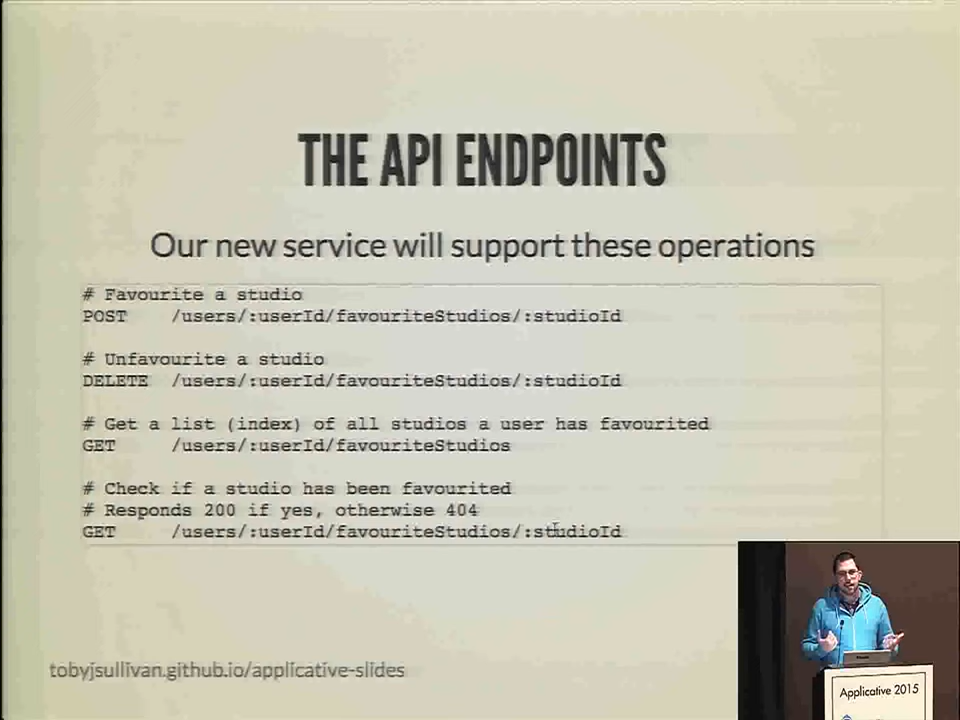 THE API ENDPOINTS
Our new service will support these operations
# Favourite a studio
POST /users/:userId/favouriteStudios/:studioId
# Unfavourite a studio
DELETE /users/:userId/favouriteStudios/:studioId
# Get a list (index) of all studios a user has favourited
GET /users/:userId/favouriteStudios
# Check if a studio has been favourited
# Responds 200 if yes, otherwise 404
GET /users/:userId/favouriteStudios/:studioId
tobyjsullivan.github.io/applicative-slides
Applicative 2015